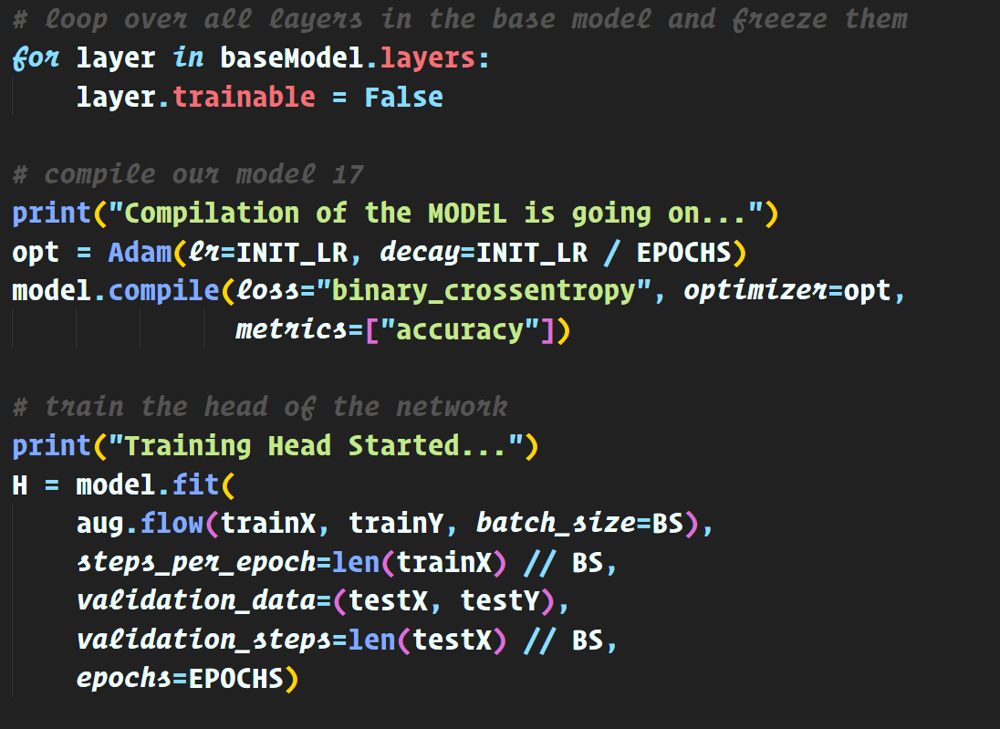 # loop over all layers in the base model and freeze them
for layer in baseModel.layers:
    layer.trainable = False

# compile our model 17
print("Compilation of the MODEL is going on...")
opt = Adam(lr=INIT_LR, decay=INIT_LR / EPOCHS)
model.compile(loss="binary_crossentropy", optimizer=opt,
              metrics=["accuracy"])

# train the head of the network
print("Training Head Started...")
H = model.fit(
    aug.flow(trainX, trainY, batch_size=BS),
    steps_per_epoch=len(trainX) // BS,
    validation_data=(testX, testY),
    validation_steps=len(testX) // BS,
    epochs=EPOCHS)